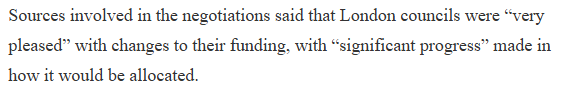 Sources involved in the negotiations said that London councils were “very
pleased” with changes to their funding, with “significant progress” made in
how it would be allocated.